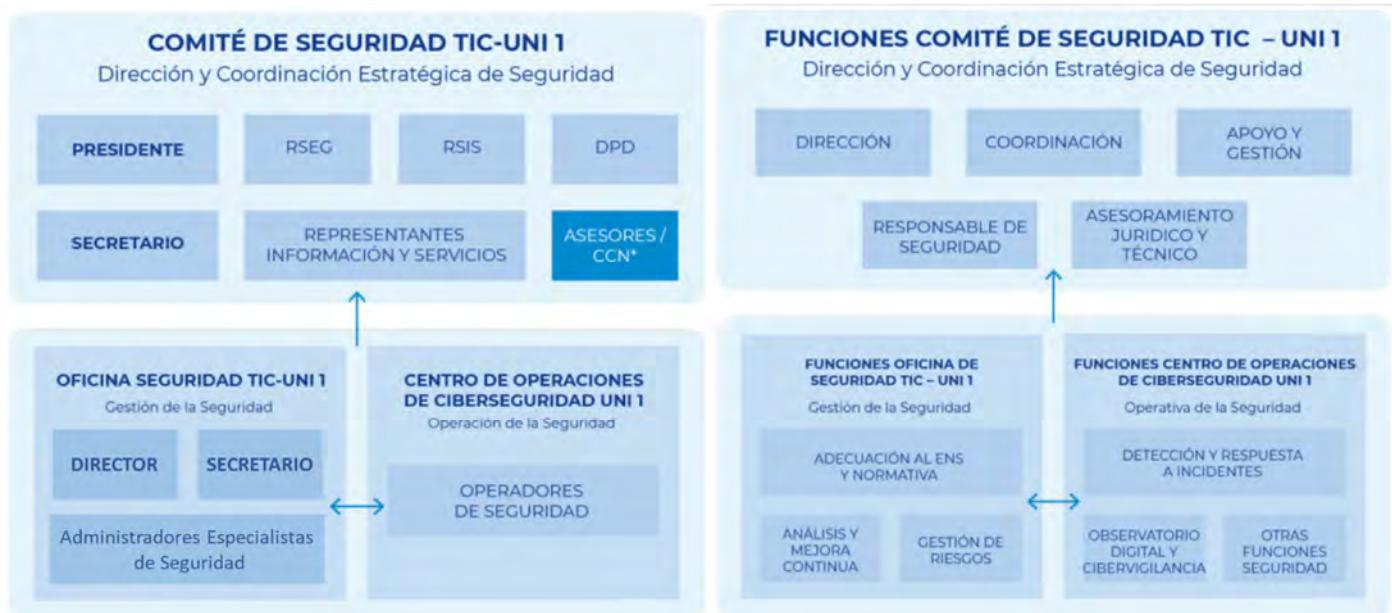 COMITÉ DE SEGURIDAD TIC-UNI 1
Dirección y Coordinación Estratégica de Seguridad
PRESIDENTE
RSEG
RSIS
DPD
SECRETARIO
REPRESENTANTES
INFORMACIÓN Y SERVICIOS
ASESORES /
CCN*
OFICINA SEGURIDAD TIC-UNI 1
Gestión de la Seguridad
DIRECTOR
SECRETARIO
Administradores Especialistas
de Seguridad
CENTRO DE OPERACIONES
DE CIBERSEGURIDAD UNI 1
Operación de la Seguridad
OPERADORES
DE SEGURIDAD
FUNCIONES COMITÉ DE SEGURIDAD TIC – UNI 1
Dirección y Coordinación Estratégica de Seguridad
DIRECCIÓN
COORDINACIÓN
APOYO Y
GESTIÓN
RESPONSABLE DE
SEGURIDAD
ASESORAMIENTO
JURIDICO Y
TÉCNICO
FUNCIONES OFICINA DE
SEGURIDAD TIC – UNI 1
Gestión de la Seguridad
ADECUACIÓN AL ENS
Y NORMATIVA
ANÁLISIS Y
MEJORA
CONTINUA
GESTIÓN DE
RIESGOS
FUNCIONES CENTRO DE OPERACIONES
DE CIBERSEGURIDAD UNI 1
Operativa de la Seguridad
DETECCIÓN Y RESPUESTA
A INCIDENTES
OBSERVATORIO
DIGITAL Y
CIBERVIGILANCIA
OTRAS
FUNCIONES
SEGURIDAD